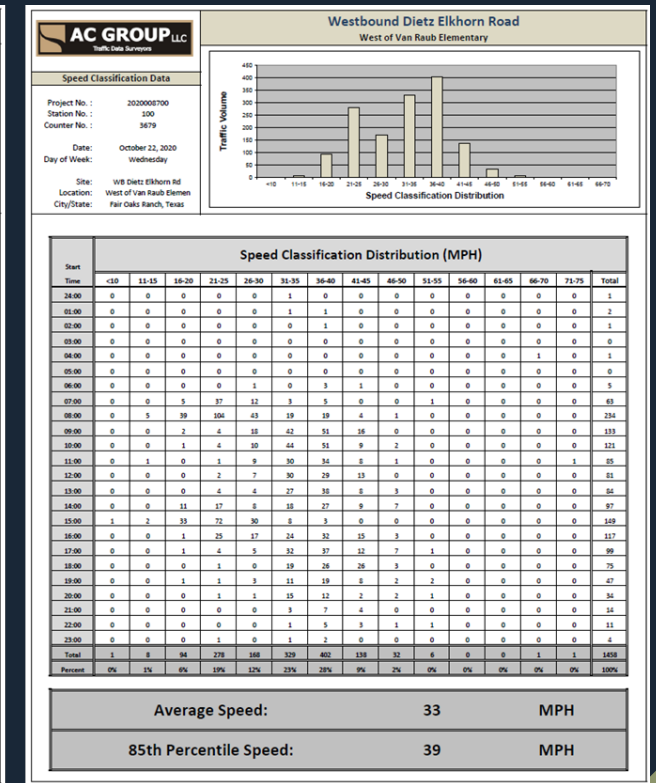 AC GROUP LLC
Traffic Data Surveyors
Westbound Dietz Elkhorn Road
West of Van Raub Elementary
Speed Classification Data
Project No. : 2020008700
Station No. : 100
Counter No. : 3679
Date: October 22, 2020
Day of Week: Wednesday
Site: WB Dietz Elkhorn Rd
Location: West of Van Raub Elemen
City/State: Fair Oaks Ranch, Texas
Traffic Volume
450
400
350
300
250
200
150
100
50
0
<10 11-15 16-20 21-25 26-30 31-35 36-40 41-45 46-50 51-55 56-60 61-65 66-70
Speed Classification Distribution
Speed Classification Distribution (MPH)
Start
Time <10 11-15 16-20 21-25 26-30 31-35 36-40 41-45 46-50 51-55 56-60 61-65 66-70 71-75 Total
24:00 0 0 0 0 0 1 0 0 0 0 0 0 0 0 1
01:00 0 0 0 0 0 1 1 0 0 0 0 0 0 0 2
02:00 0 0 0 0 0 0 1 0 0 0 0 0 0 0 1
03:00 0 0 0 0 0 0 0 0 0 0 0 0 0 0 0
04:00 0 0 0 0 0 0 0 0 0 0 0 0 1 0 1
05:00 0 0 0 0 0 0 0 0 0 0 0 0 0 0 0
06:00 0 0 0 0 1 0 3 1 0 0 0 0 0 0 5
07:00 0 0 5 37 12 3 5 0 0 1 0 0 0 0 63
08:00 0 5 39 104 43 19 19 4 1 0 0 0 0 0 234
09:00 0 0 2 4 18 42 51 16 0 0 0 0 0 0 133
10:00 0 0 1 4 10 44 51 9 2 0 0 0 0 0 121
11:00 0 1 0 1 9 30 34 8 1 0 0 0 0 1 85
12:00 0 0 0 2 7 30 29 13 0 0 0 0 0 0 81
13:00 0 0 0 4 4 27 38 8 3 0 0 0 0 0 84
14:00 0 0 11 17 8 18 27 9 7 0 0 0 0 0 97
15:00 1 2 33 72 30 8 3 0 0 0 0 0 0 0 149
16:00 0 0 1 25 17 24 32 15 3 0 0 0 0 0 117
17:00 0 0 1 4 5 32 37 12 7 1 0 0 0 0 99
18:00 0 0 0 1 0 19 26 26 3 0 0 0 0 0 75
19:00 0 0 1 1 3 11 19 8 2 2 0 0 0 0 47
20:00 0 0 0 1 1 15 12 2 2 1 0 0 0 0 34
21:00 0 0 0 0 0 3 7 4 0 0 0 0 0 0 14
22:00 0 0 0 0 0 1 5 3 1 1 0 0 0 0 11
23:00 0 0 0 1 0 1 2 0 0 0 0 0 0 0 4
Total 1 8 94 278 168 329 402 138 32 6 0 0 1 1 1458
Percent 0% 1% 6% 19% 12% 23% 28% 9% 2% 0% 0% 0% 0% 0% 100%
Average Speed: 33 MPH
85th Percentile Speed: 39 MPH